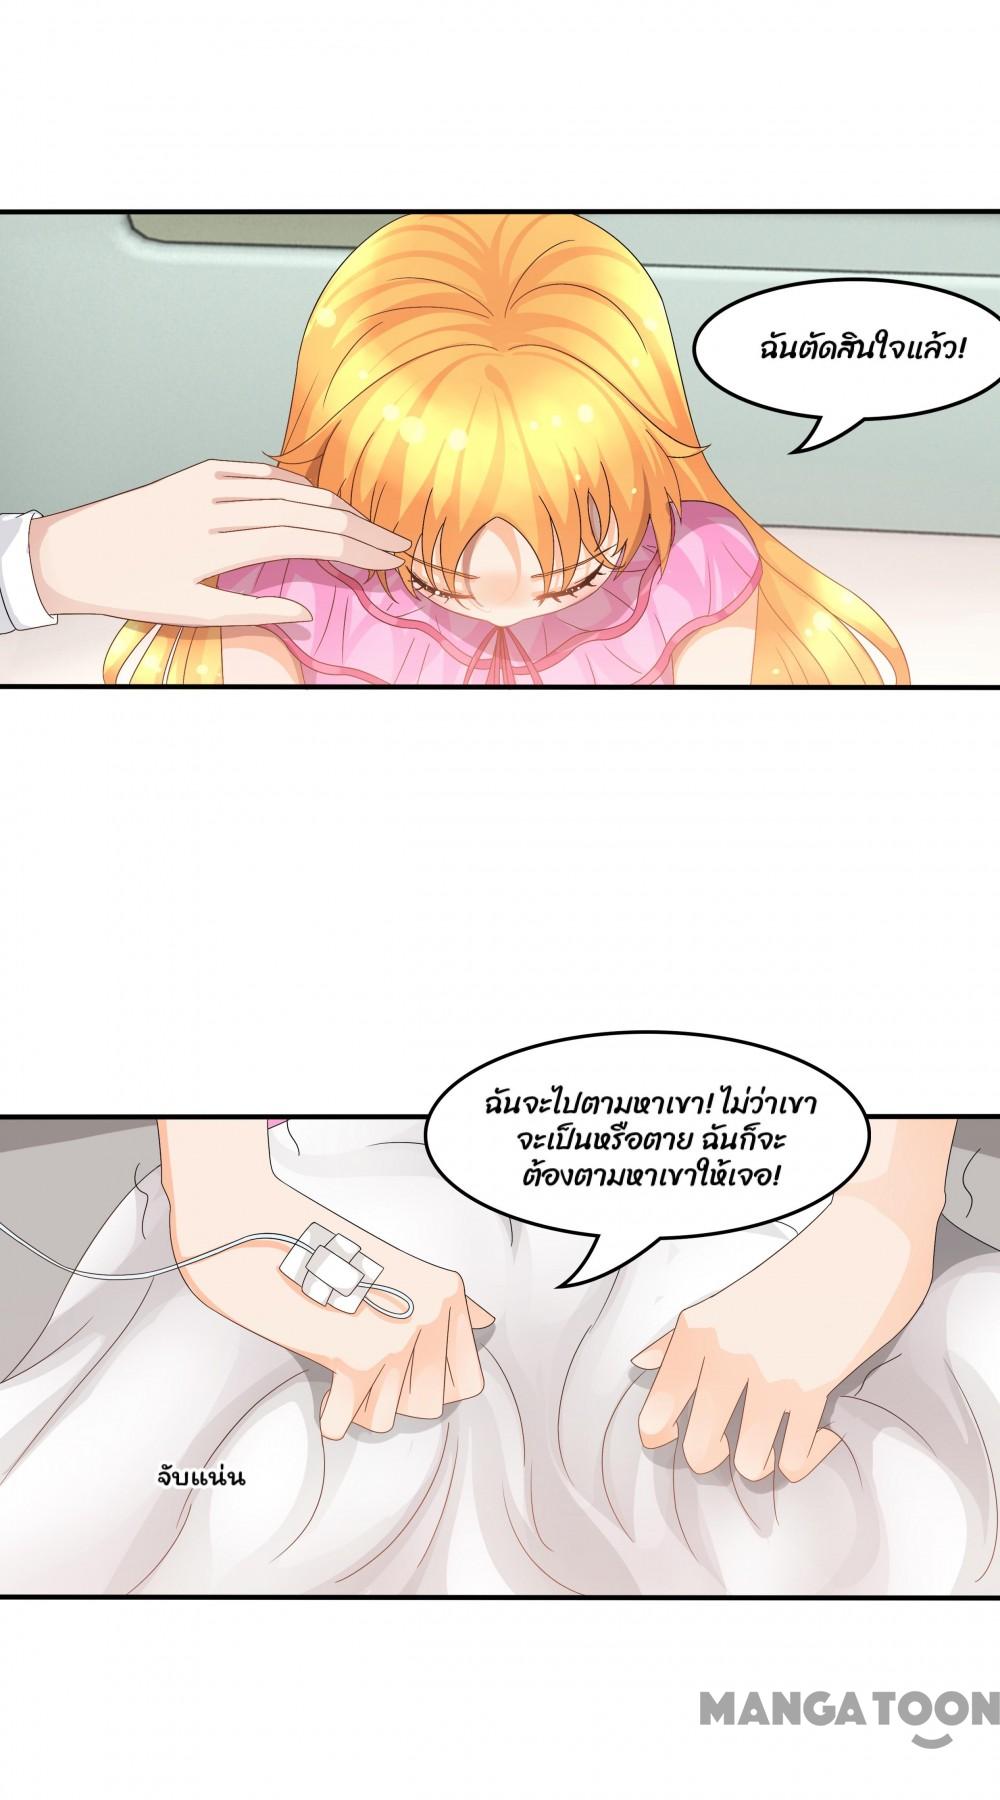 ฉันตัดสินใจแล้ว!
ฉันจะไปตามหาเขา! ไม่ว่าเขา
จะเป็นหรือตาย ฉันก็จะ
ต้องตามหาเขาให้เจอ!
จับแน่น
MANGATOON